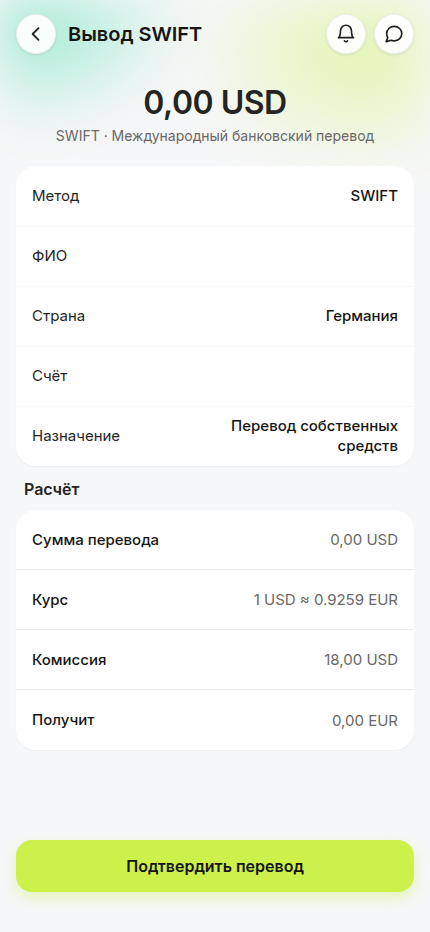 Вывод SWIFT
0,00 USD
SWIFT · Международный банковский перевод
Метод SWIFT
ФИО
Страна Германия
Счёт
Назначение Перевод собственных
средств
Расчёт
Сумма перевода 0,00 USD
Курс 1 USD ≈ 0.9259 EUR
Комиссия 18,00 USD
Получит 0,00 EUR
Подтвердить перевод